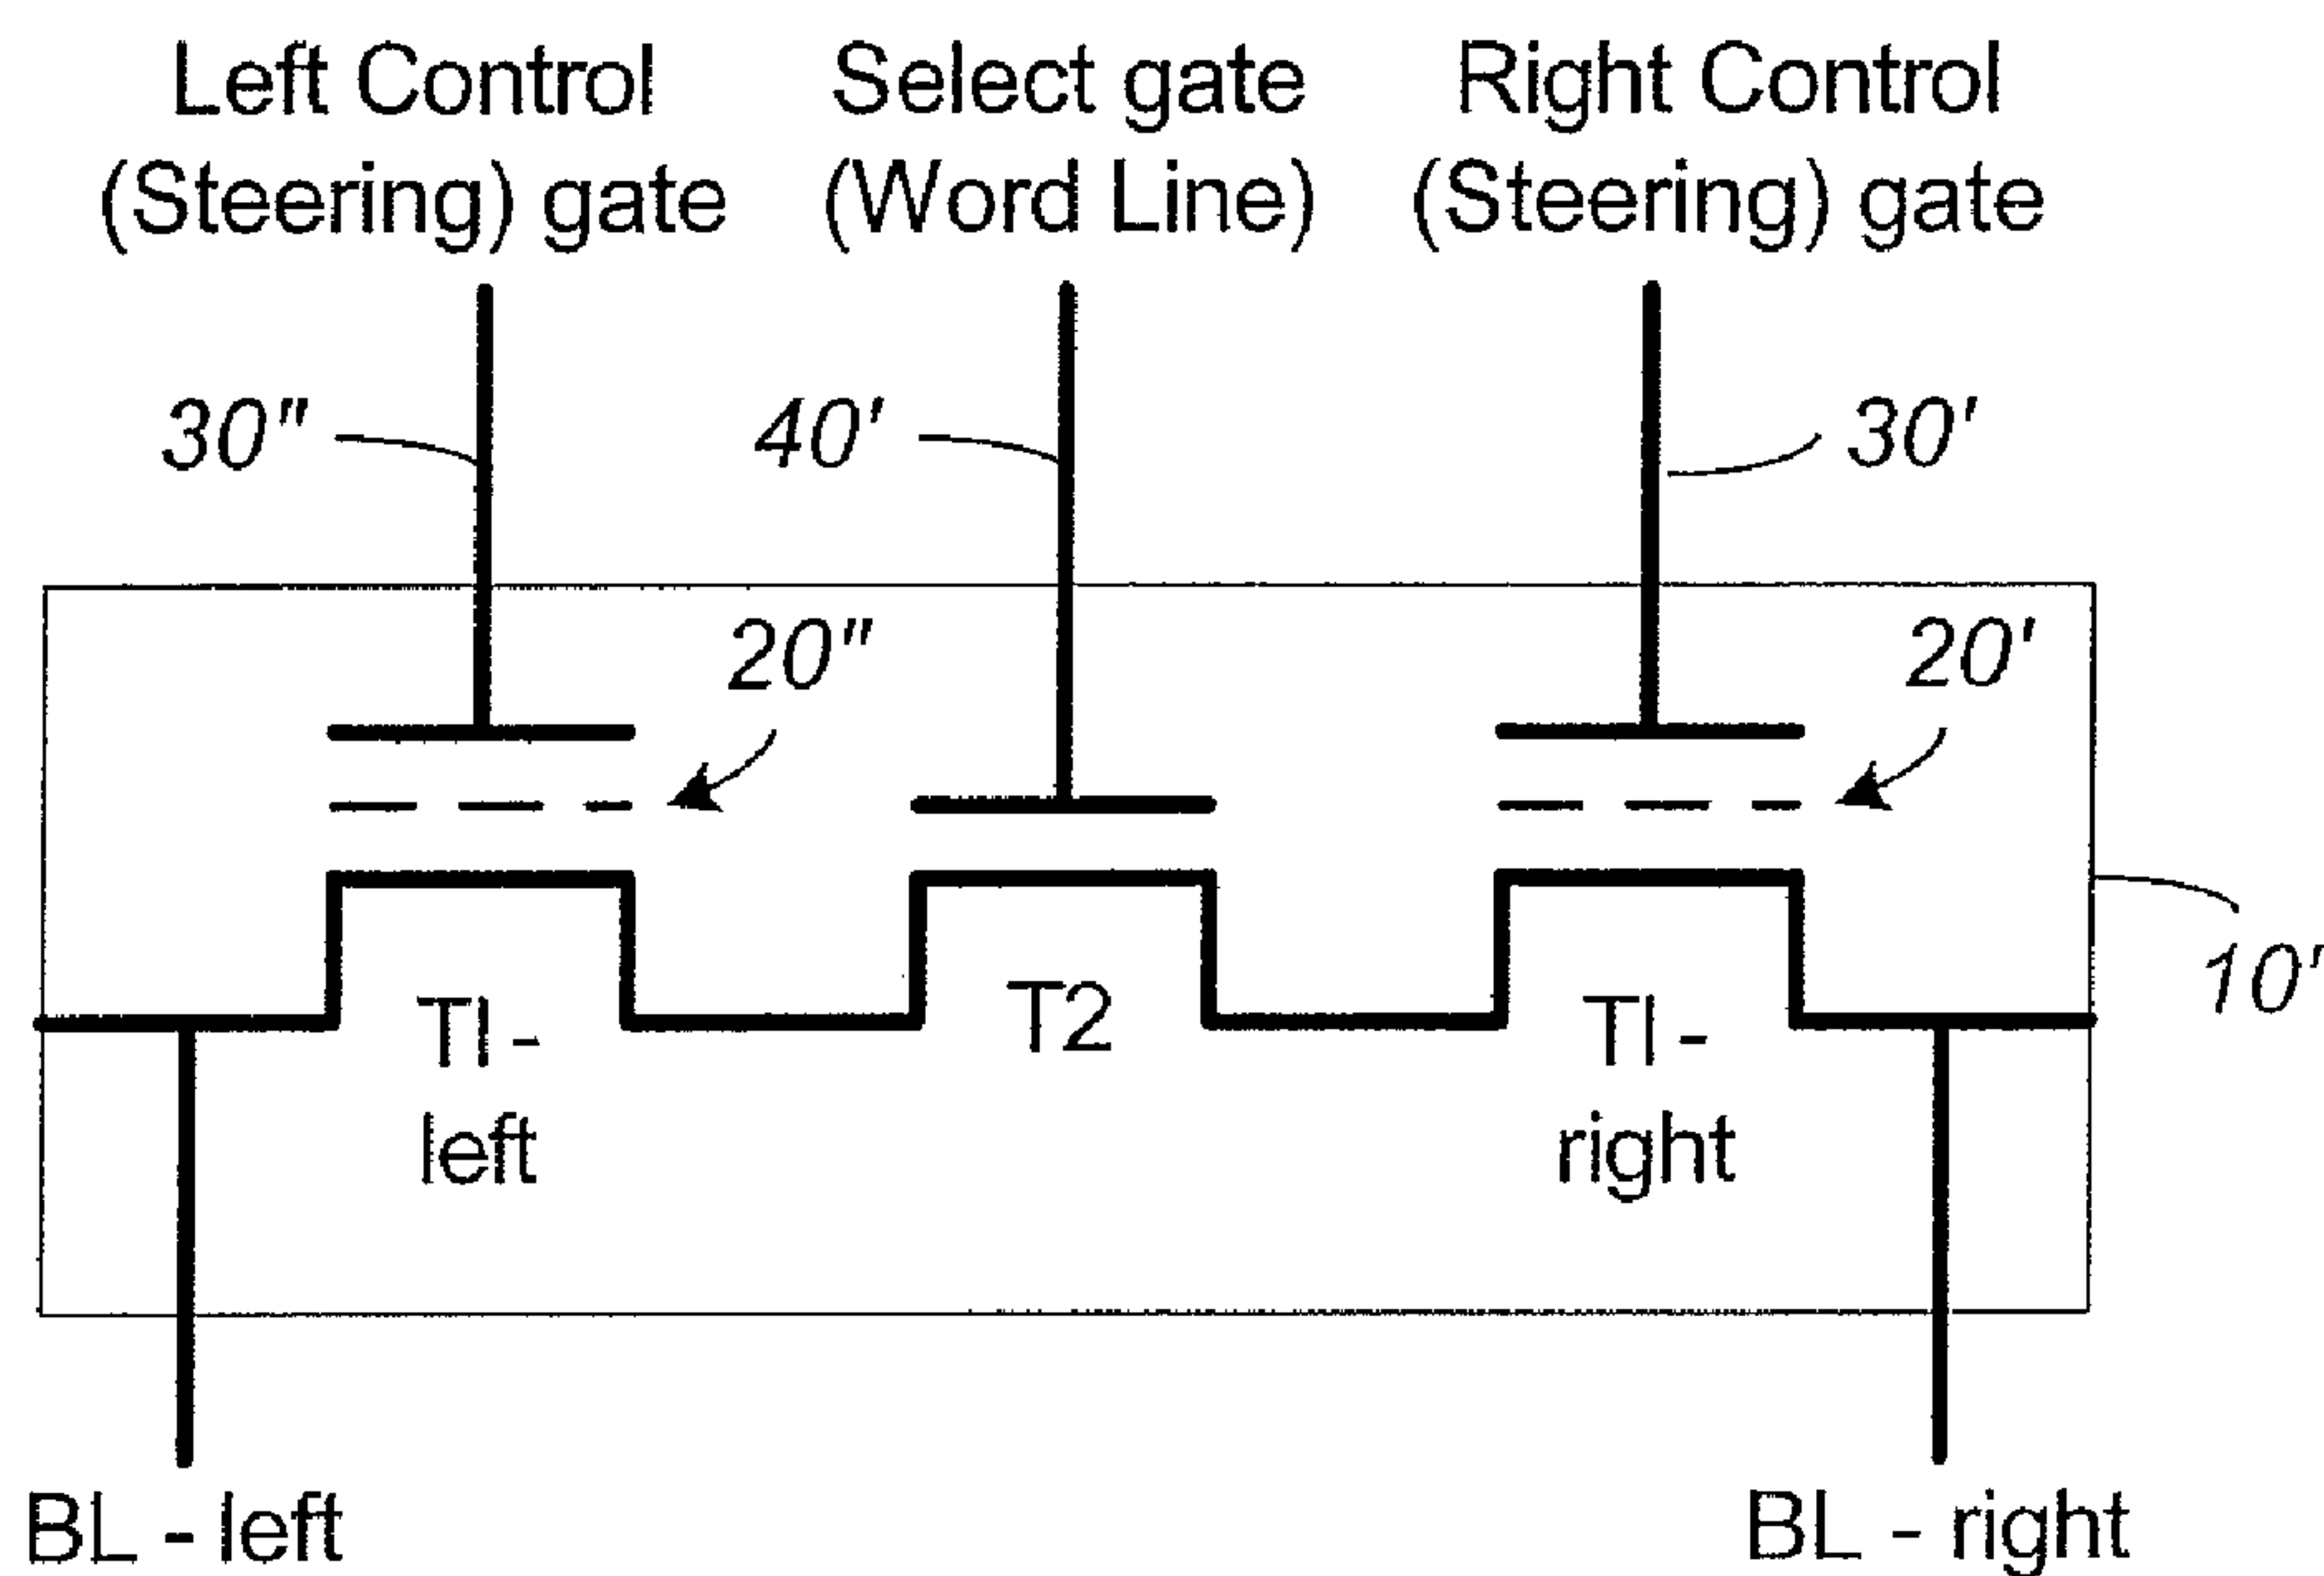 Left Control
(Steering) gate
Select gate
(Word Line)
Right Control
(Steering) gate
30"
40'
30'
20"
20'
10'
TI -
left
T2
TI -
right
BL - left
BL - right